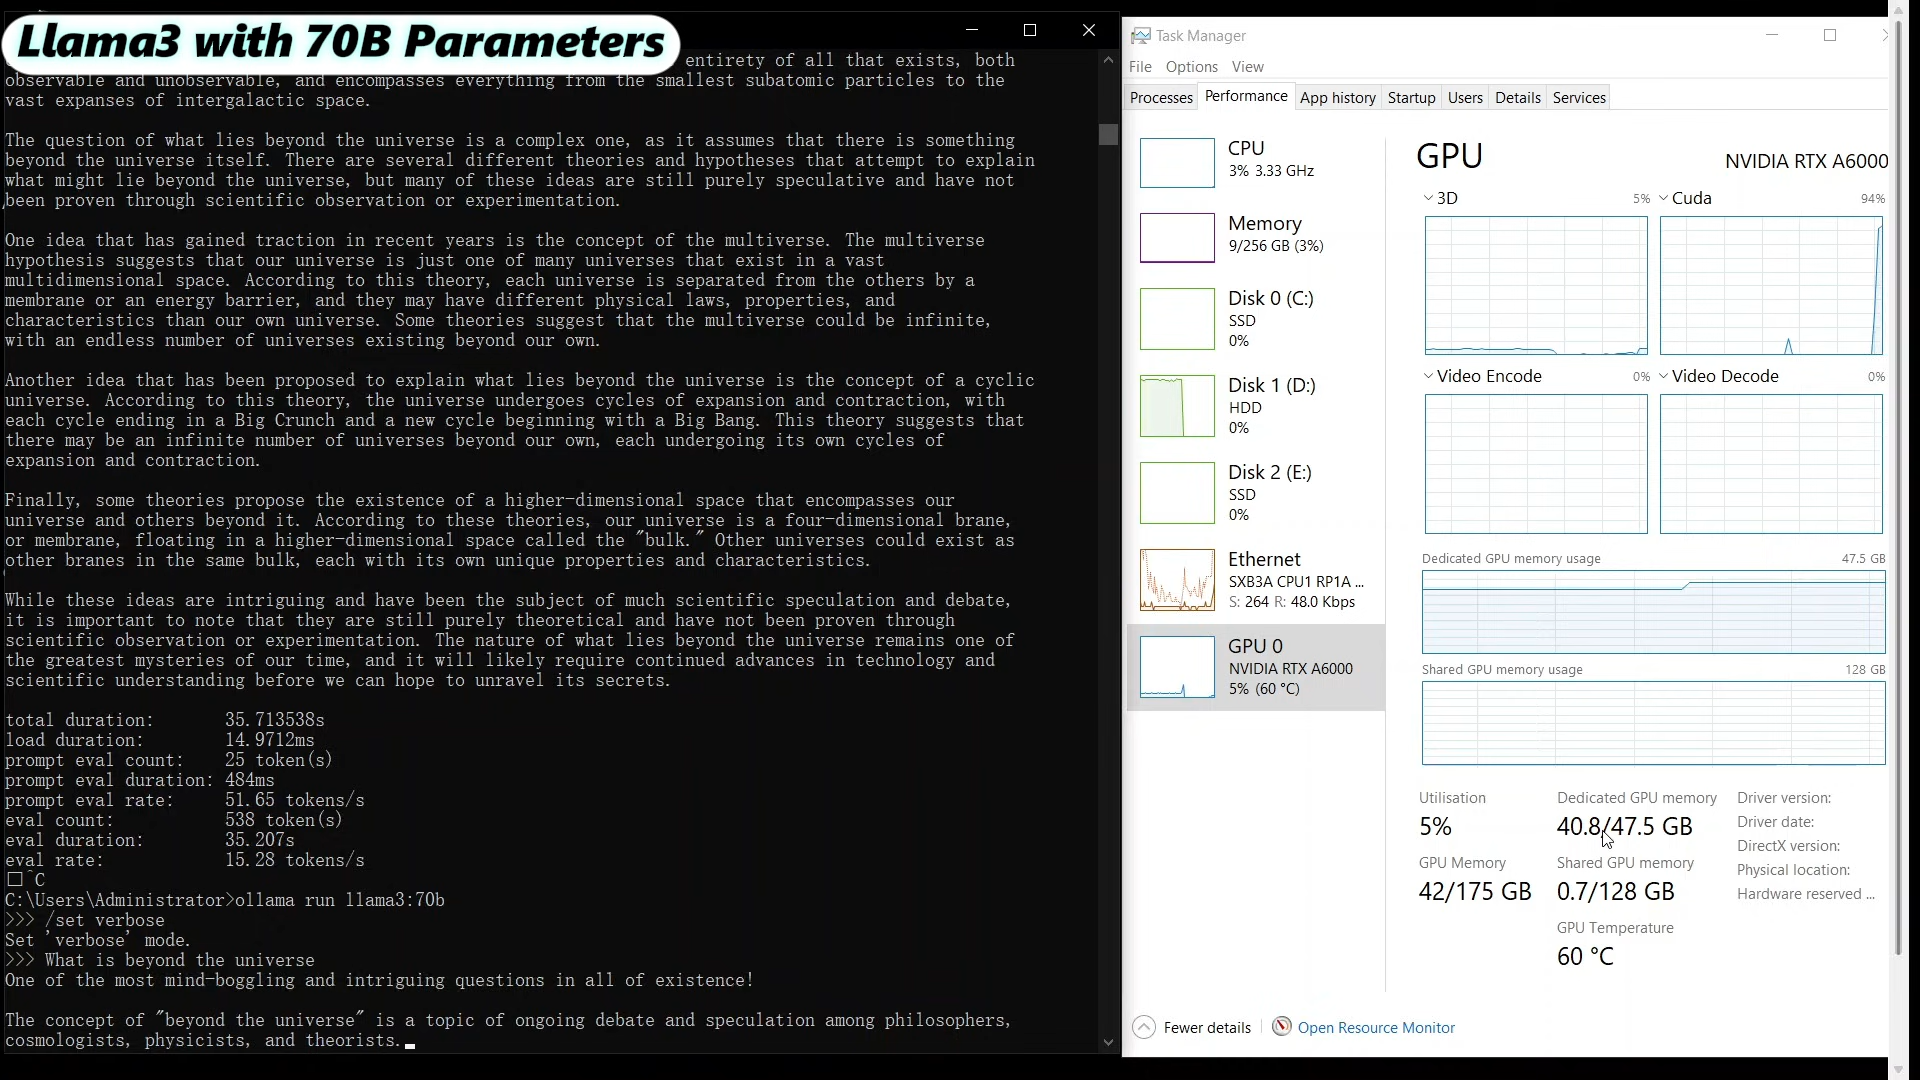 Llama3 with 70B Parameters
entirety of all that exists, both
observable and unobservable, and encompasses everything from the smallest subatomic particles to the
vast expanses of intergalactic space.
The question of what lies beyond the universe is a complex one, as it assumes that there is something
beyond the universe itself. There are several different theories and hypotheses that attempt to explain
what might lie beyond the universe, but many of these ideas are still purely speculative and have not
been proven through scientific observation or experimentation.
One idea that has gained traction in recent years is the concept of the multiverse. The multiverse
hypothesis suggests that our universe is just one of many universes that exist in a vast
multidimensional space. According to this theory, each universe is separated from the others by a
membrane or an energy barrier, and they may have different physical laws, properties, and
characteristics than our own universe. Some theories suggest that the multiverse could be infinite,
with an endless number of universes existing beyond our own.
Another idea that has been proposed to explain what lies beyond the universe is the concept of a cyclic
universe. According to this theory, the universe undergoes cycles of expansion and contraction, with
each cycle ending in a Big Crunch and a new cycle beginning with a Big Bang. This theory suggests that
there may be an infinite number of universes beyond our own, each undergoing its own cycles of
expansion and contraction.
Finally, some theories propose the existence of a higher-dimensional space that encompasses our
universe and others beyond it. According to these theories, our universe is a four-dimensional brane,
or membrane, floating in a higher-dimensional space called the "bulk." Other universes could exist as
other branes in the same bulk, each with its own unique properties and characteristics.
While these ideas are intriguing and have been the subject of much scientific speculation and debate,
it is important to note that they are still purely theoretical and have not been proven through
scientific observation or experimentation. The nature of what lies beyond the universe remains one of
the greatest mysteries of our time, and it will likely require continued advances in technology and
scientific understanding before we can hope to unravel its secrets.
total duration: 35.713538s
load duration: 14.9712ms
prompt eval count: 25 token(s)
prompt eval duration: 484ms
prompt eval rate: 51.65 tokens/s
eval count: 538 token(s)
eval duration: 35.207s
eval rate: 15.28 tokens/s
^C
C:\Users\Administrator>ollama run llama3:70b
>>> /set verbose
Set 'verbose' mode.
>>> What is beyond the universe
One of the most mind-boggling and intriguing questions in all of existence!
The concept of "beyond the universe" is a topic of ongoing debate and speculation among philosophers,
cosmologists, physicists, and theorists.
Task Manager
File Options View
Processes Performance App history Startup Users Details Services
CPU
3% 3.33 GHz
Memory
9/256 GB (3%)
Disk 0 (C:)
SSD
0%
Disk 1 (D:)
HDD
0%
Disk 2 (E:)
SSD
0%
Ethernet
SXB3A CPU1 RP1A ...
S: 264 R: 48.0 Kbps
GPU 0
NVIDIA RTX A6000
5% (60 °C)
GPU NVIDIA RTX A6000
3D 5% Cuda 94%
Video Encode 0% Video Decode 0%
Dedicated GPU memory usage 47.5 GB
Shared GPU memory usage 128 GB
Utilisation
5%
GPU Memory
42/175 GB
Dedicated GPU memory
40.8/47.5 GB
Shared GPU memory
0.7/128 GB
GPU Temperature
60 °C
Driver version:
Driver date:
DirectX version:
Physical location:
Hardware reserved ...
Fewer details Open Resource Monitor